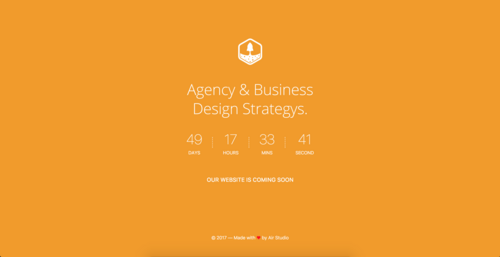 Agency & Business
Design Strategys.
49 17 33 41
DAYS HOURS MINS SECOND
OUR WEBSITE IS COMING SOON
© 2017 — Made with ❤ by Air Studio